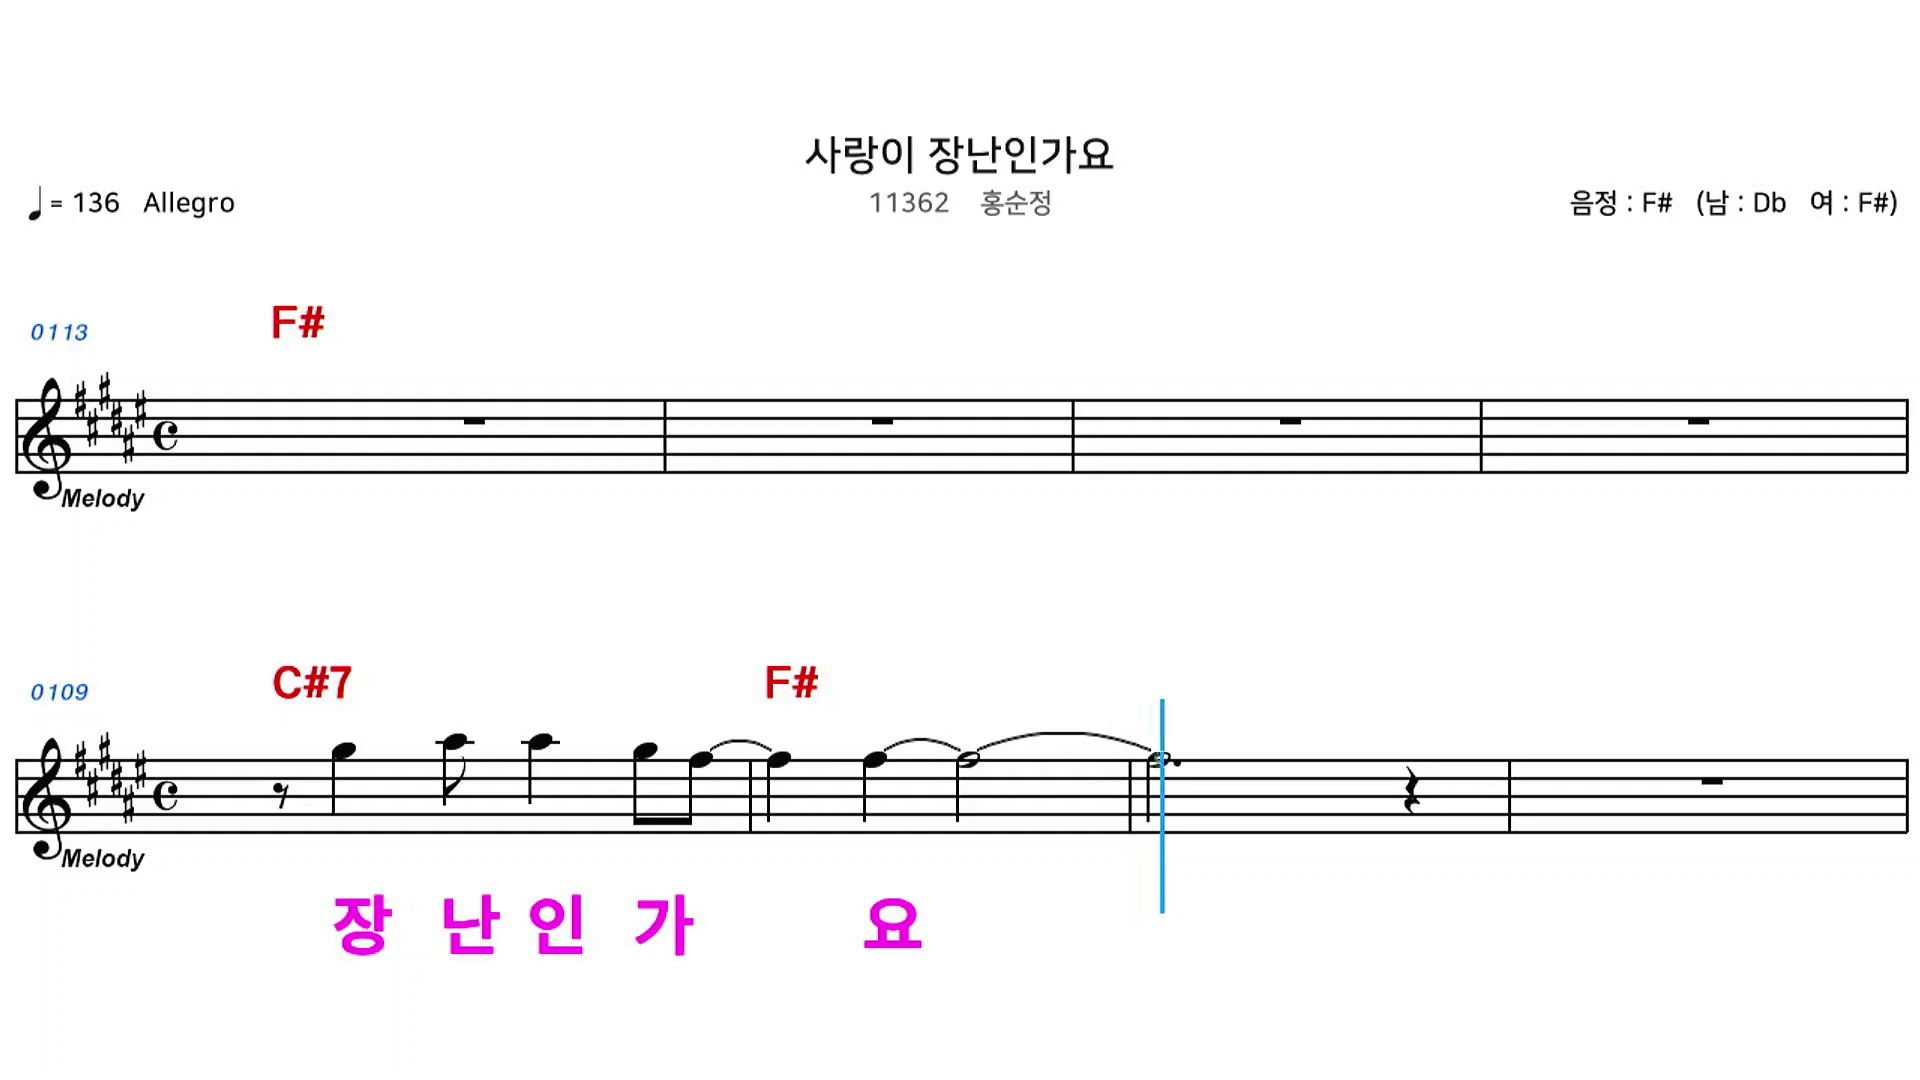 사랑이 장난인가요
♩= 136 Allegro
11362 홍순정
음정 : F# (남 : Db 여 : F#)
F#
0113
Melody
C#7 F#
0109
Melody
장 난 인 가 요